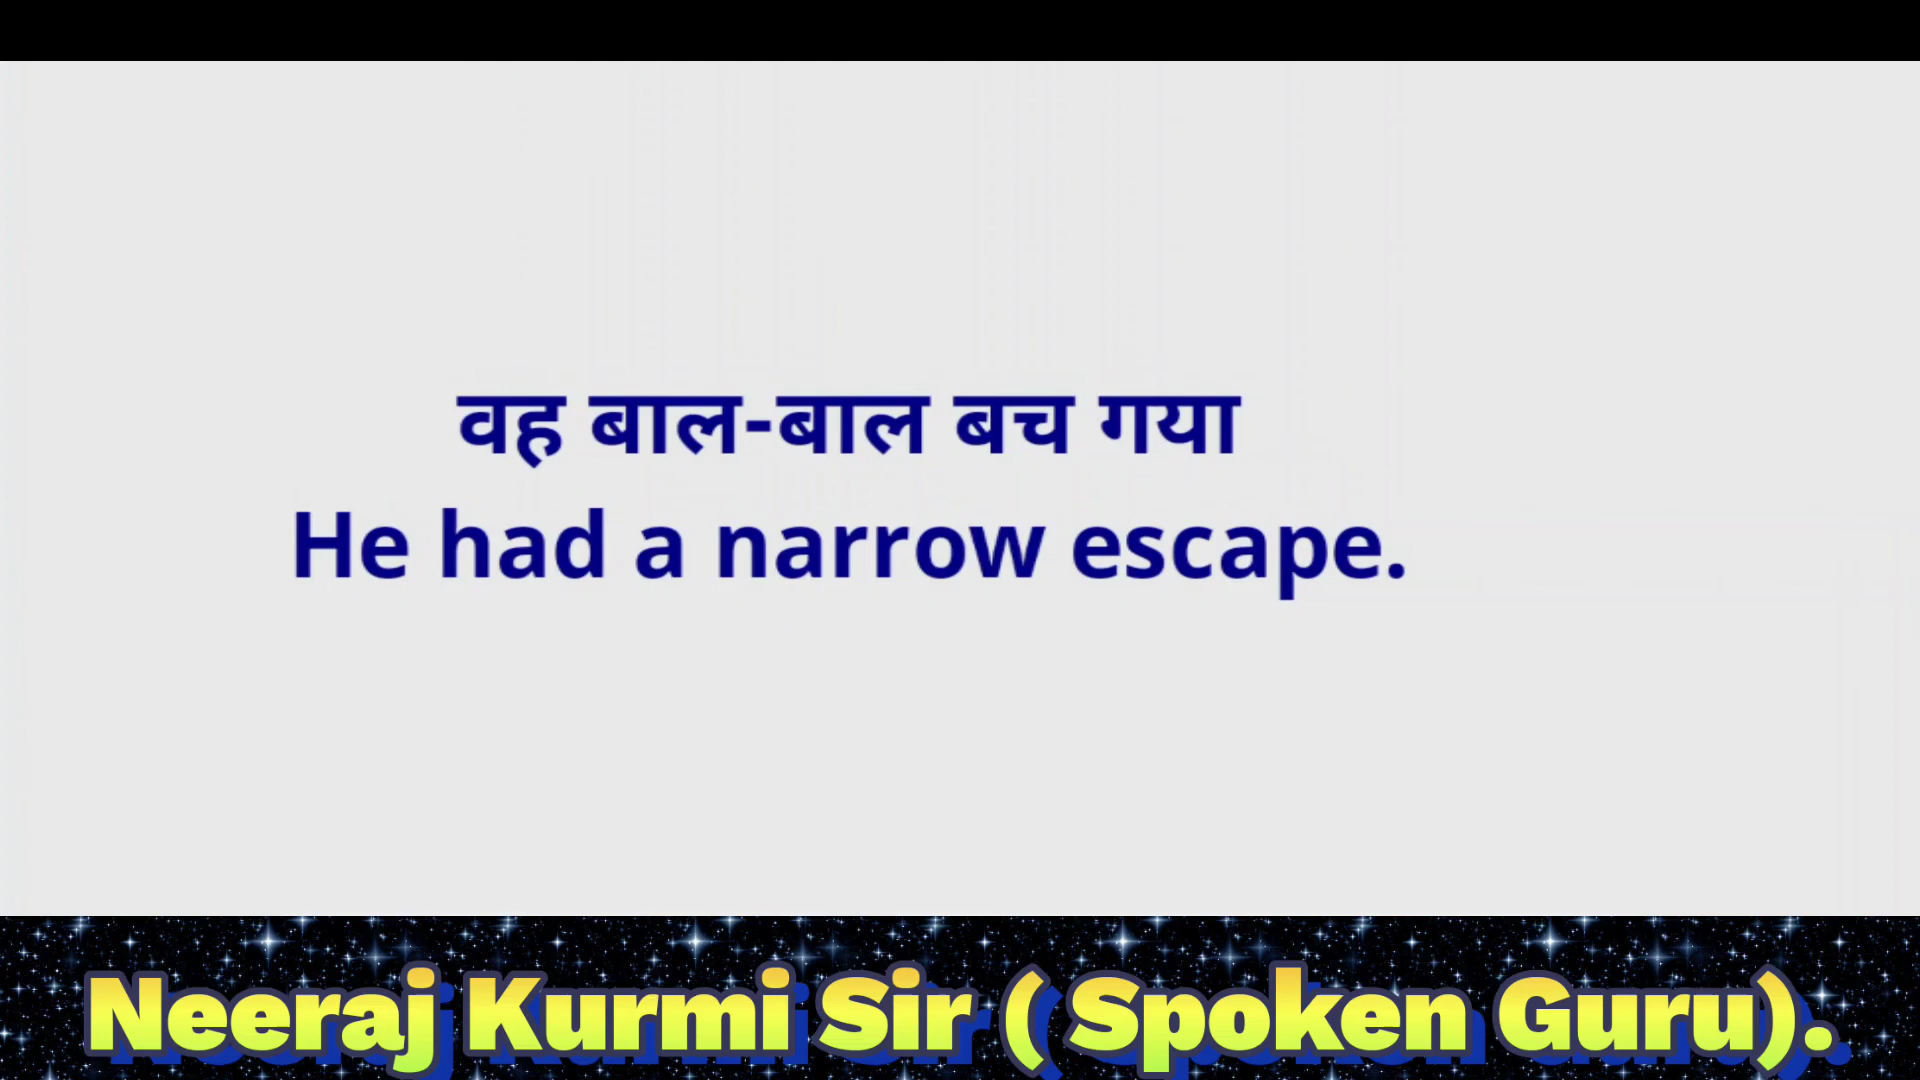 वह बाल-बाल बच गया
He had a narrow escape.
Neeraj Kurmi Sir ( Spoken Guru).